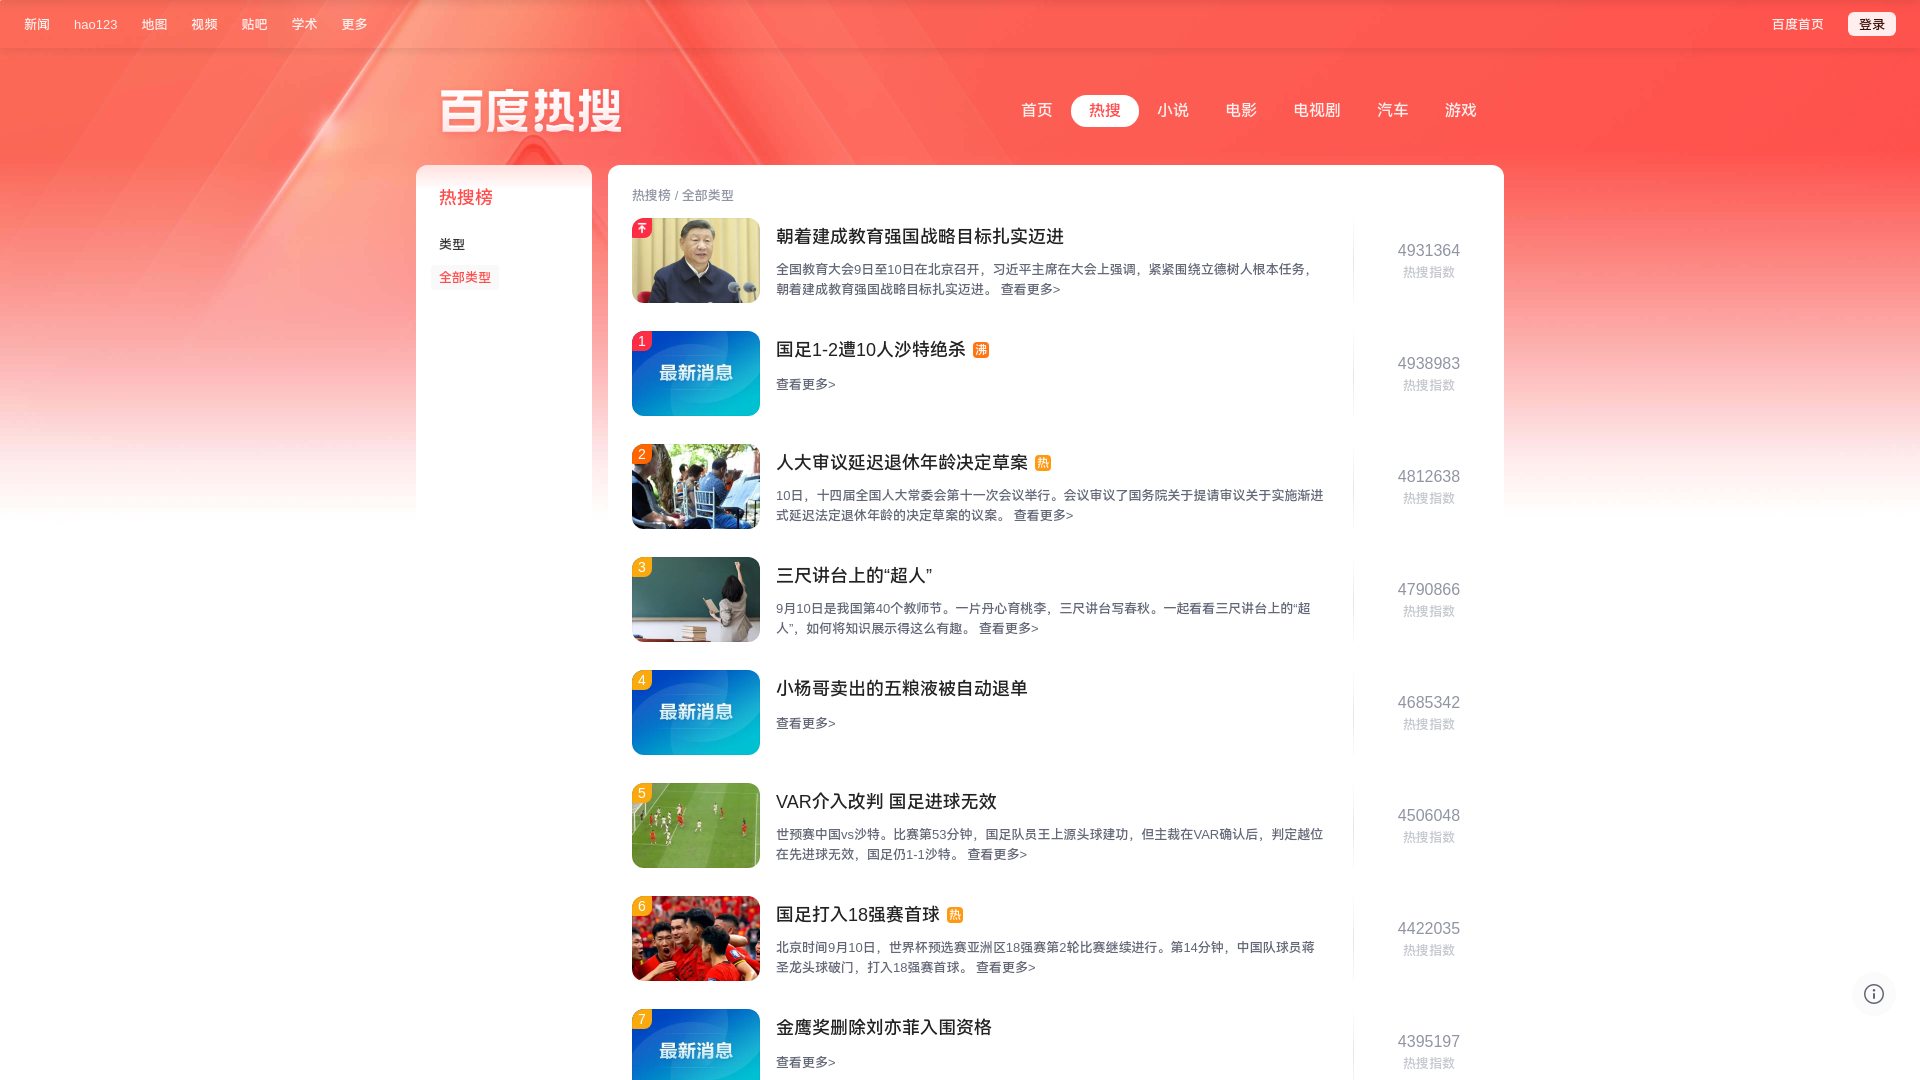 新闻 hao123 地图 视频 贴吧 学术 更多 百度首页 登录
百度热搜
首页 热搜 小说 电影 电视剧 汽车 游戏
热搜榜
类型
全部类型
热搜榜 / 全部类型
朝着建成教育强国战略目标扎实迈进
全国教育大会9日至10日在北京召开，习近平主席在大会上强调，紧紧围绕立德树人根本任务，
朝着建成教育强国战略目标扎实迈进。 查看更多>
4931364
热搜指数
1
最新消息
国足1-2遭10人沙特绝杀 沸
查看更多>
4938983
热搜指数
2
人大审议延迟退休年龄决定草案 热
10日，十四届全国人大常委会第十一次会议举行。会议审议了国务院关于提请审议关于实施渐进
式延迟法定退休年龄的决定草案的议案。 查看更多>
4812638
热搜指数
3
三尺讲台上的“超人”
9月10日是我国第40个教师节。一片丹心育桃李，三尺讲台写春秋。一起看看三尺讲台上的“超
人”，如何将知识展示得这么有趣。 查看更多>
4790866
热搜指数
4
最新消息
小杨哥卖出的五粮液被自动退单
查看更多>
4685342
热搜指数
5
VAR介入改判 国足进球无效
世预赛中国vs沙特。比赛第53分钟，国足队员王上源头球建功，但主裁在VAR确认后，判定越位
在先进球无效，国足仍1-1沙特。 查看更多>
4506048
热搜指数
6
国足打入18强赛首球 热
北京时间9月10日，世界杯预选赛亚洲区18强赛第2轮比赛继续进行。第14分钟，中国队球员蒋
圣龙头球破门，打入18强赛首球。 查看更多>
4422035
热搜指数
7
最新消息
金鹰奖删除刘亦菲入围资格
查看更多>
4395197
热搜指数